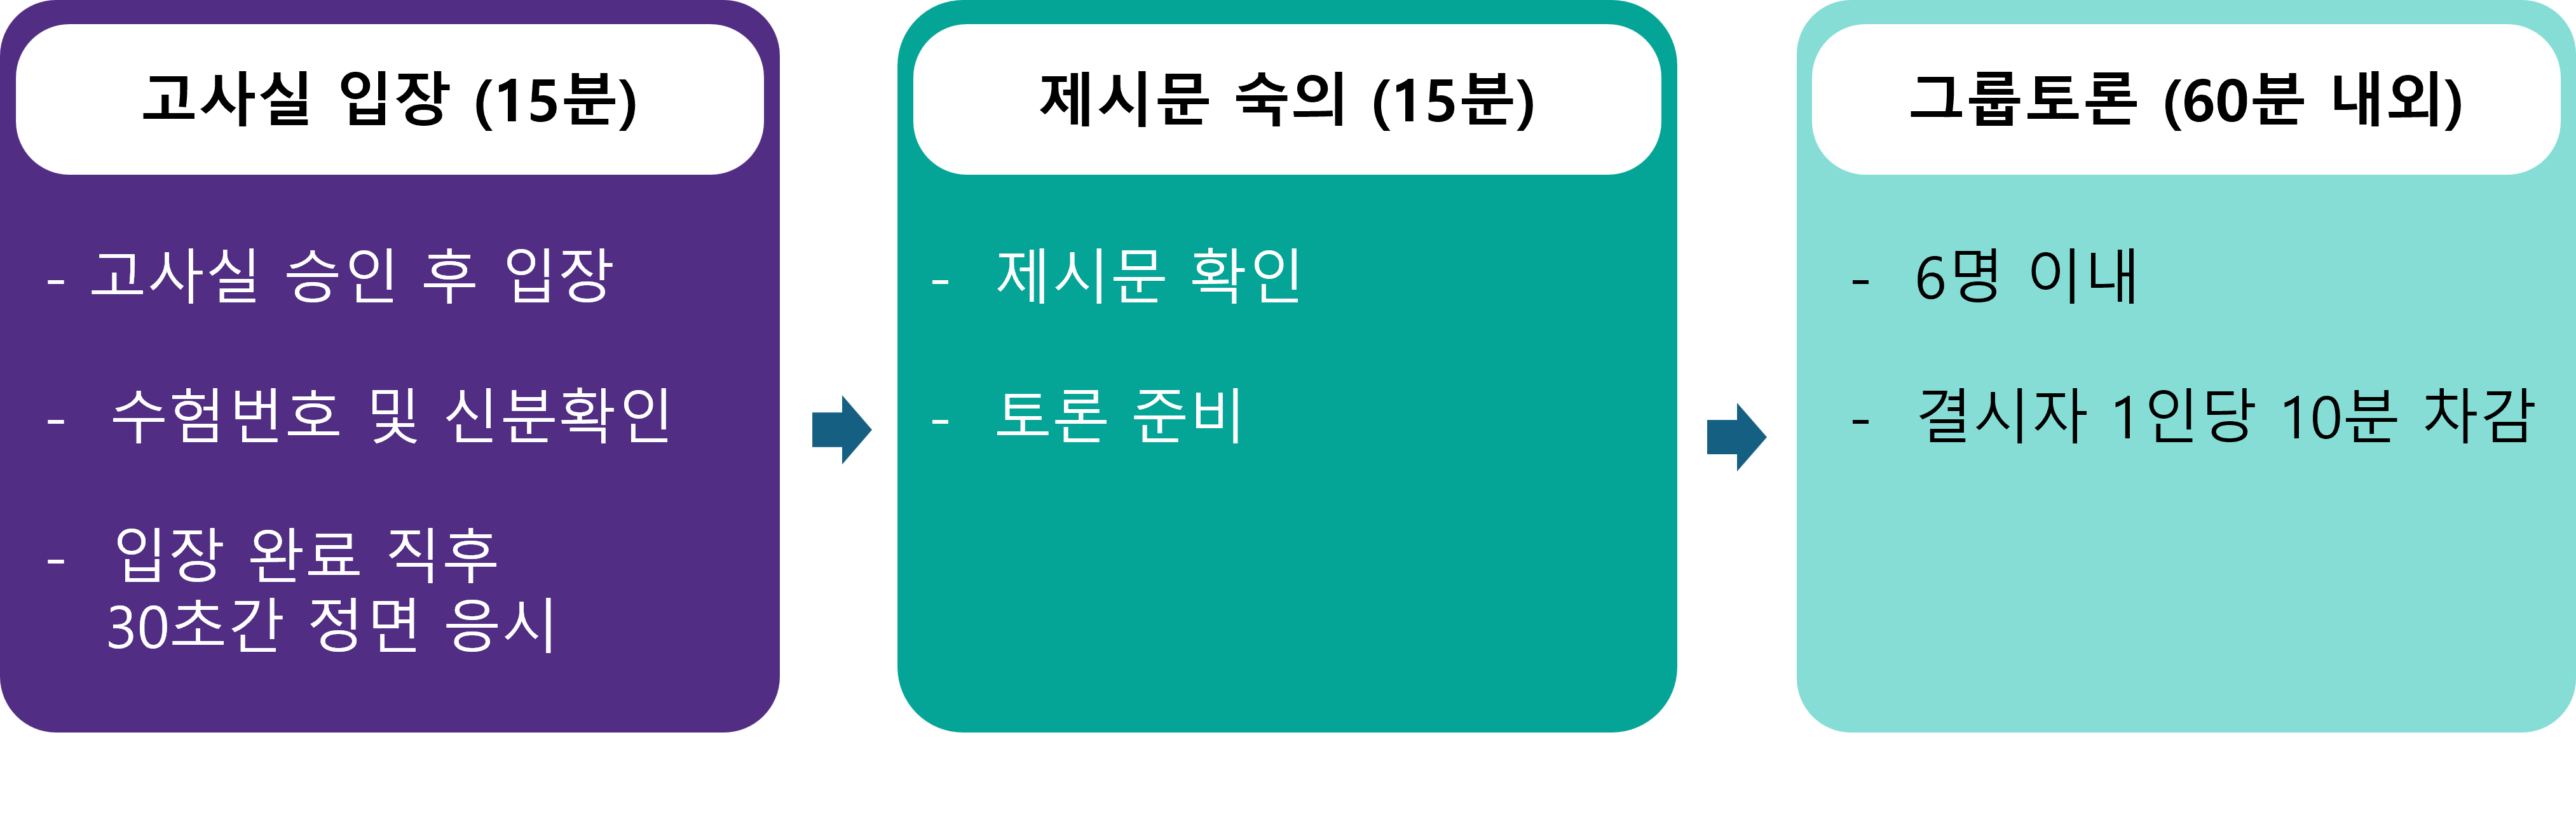 고사실 입장 (15분)
- 고사실 승인 후 입장
- 수험번호 및 신분확인
- 입장 완료 직후
30초간 정면 응시
제시문 숙의 (15분)
- 제시문 확인
- 토론 준비
그룹토론 (60분 내외)
- 6명 이내
- 결시자 1인당 10분 차감